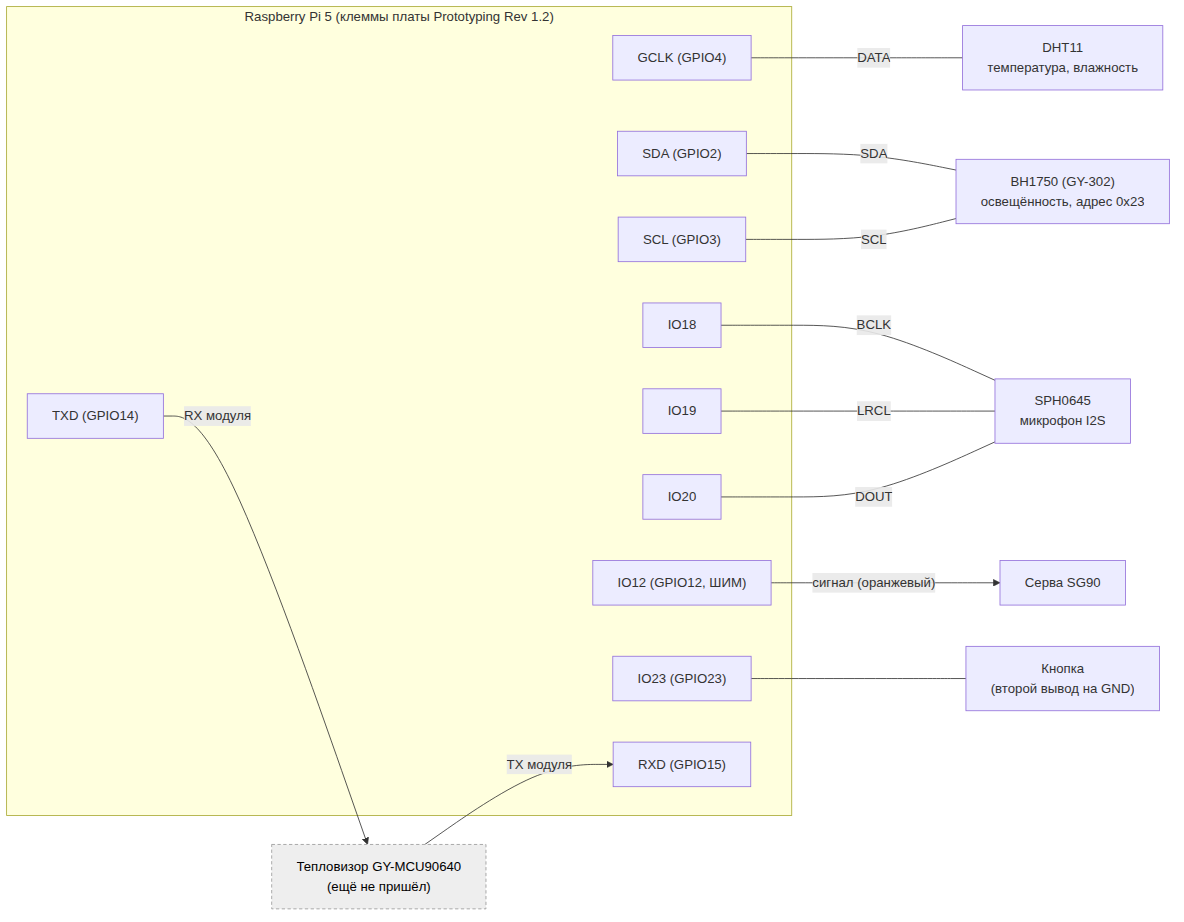 Raspberry Pi 5 (клеммы платы Prototyping Rev 1.2)
GCLK (GPIO4)
DATA
DHT11
температура, влажность
SDA (GPIO2)
SDA
BH1750 (GY-302)
освещённость, адрес 0x23
SCL (GPIO3)
SCL
IO18
BCLK
IO19
LRCL
SPH0645
микрофон I2S
TXD (GPIO14)
RX модуля
IO20
DOUT
IO12 (GPIO12, ШИМ)
сигнал (оранжевый)
Серва SG90
IO23 (GPIO23)
Кнопка
(второй вывод на GND)
TX модуля
RXD (GPIO15)
Тепловизор GY-MCU90640
(ещё не пришёл)